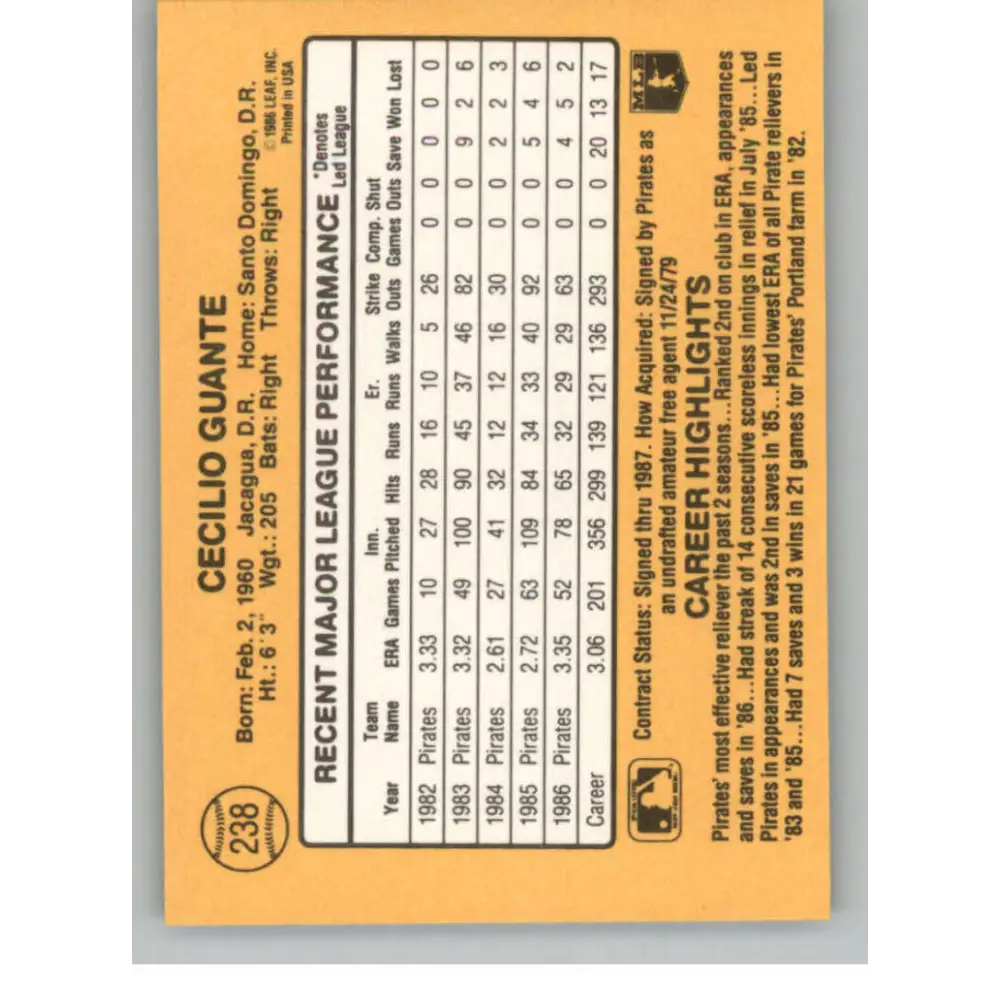 238
CECILIO GUANTE
Born: Feb. 2, 1960 Jacagua, D.R. Home: Santo Domingo, D.R.
Ht.: 6'3" Wgt.: 205 Bats: Right Throws: Right
© 1986 LEAF, INC.
Printed in USA
RECENT MAJOR LEAGUE PERFORMANCE
*Denotes
Led League
Team Inn. Er. Strike Comp. Shut
Year Name ERA Games Pitched Hits Runs Runs Walks Outs Games Outs Save Won Lost
1982 Pirates 3.33 10 27 28 16 10 5 26 0 0 0 0 0
1983 Pirates 3.32 49 100 90 45 37 46 82 0 0 9 2 6
1984 Pirates 2.61 27 41 32 12 12 16 30 0 0 2 2 3
1985 Pirates 2.72 63 109 84 34 33 40 92 0 0 5 4 6
1986 Pirates 3.35 52 78 65 32 29 29 63 0 0 4 5 2
Career 3.06 201 356 299 139 121 136 293 0 0 20 13 17
Contract Status: Signed thru 1987. How Acquired: Signed by Pirates as
an undrafted amateur free agent 11/24/79
MLB
CAREER HIGHLIGHTS
Pirates' most effective reliever the past 2 seasons...Ranked 2nd on club in ERA, appearances
and saves in '86...Had streak of 14 consecutive scoreless innings in relief in July '85...Led
Pirates in appearances and was 2nd in saves in '85...Had lowest ERA of all Pirate relievers in
'83 and '85...Had 7 saves and 3 wins in 21 games for Pirates' Portland farm in '82.